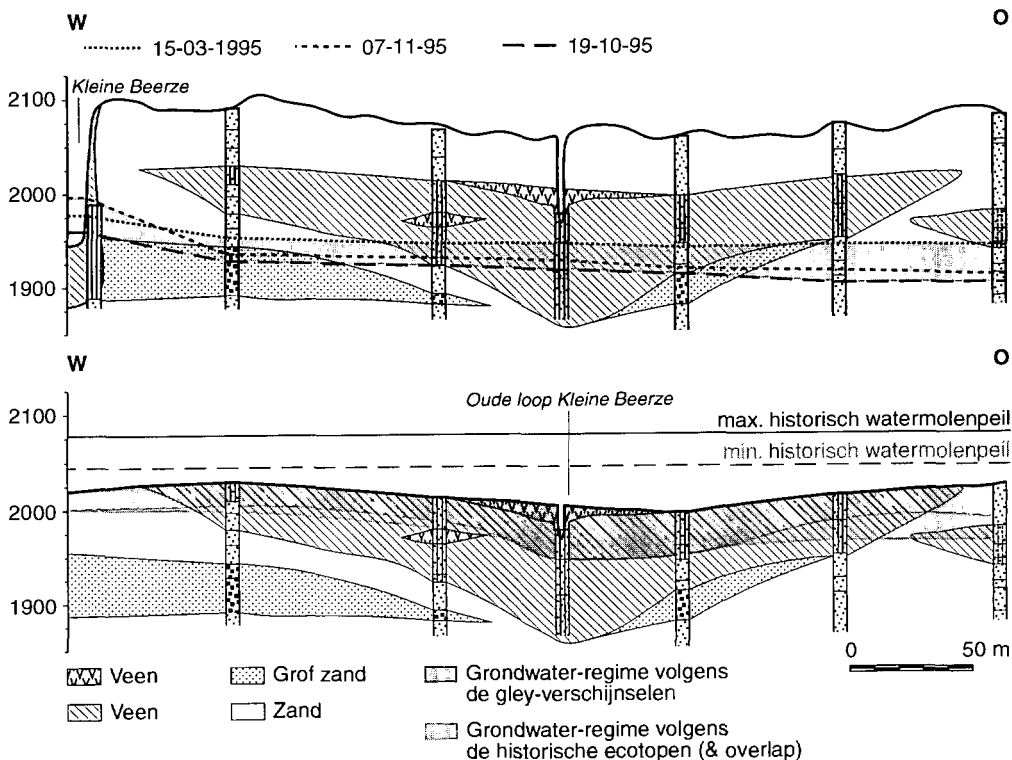 W
O
15-03-1995 07-11-95 19-10-95
Kleine Beerze
2100
2000
1900
W
O
Oude loop Kleine Beerze
max. historisch watermolenpeil
min. historisch watermolenpeil
2100
2000
1900
0 50 m
Veen
Grof zand
Grondwater-regime volgens
de gley-verschijnselen
Veen
Zand
Grondwater-regime volgens
de historische ecotopen (& overlap)